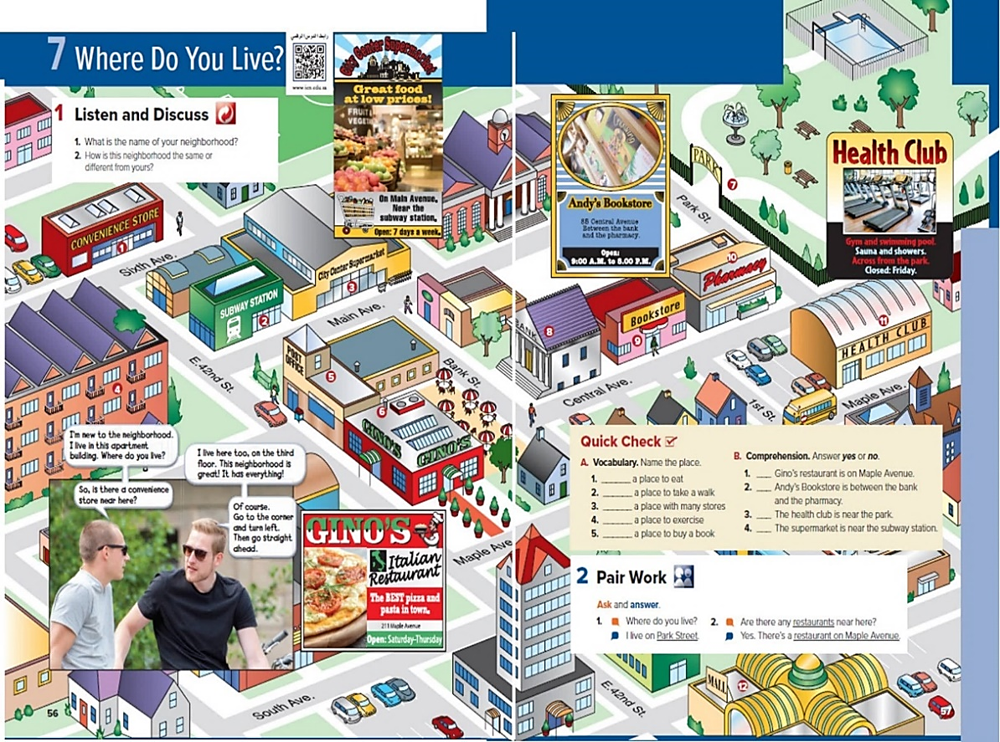 7 Where Do You Live?
رابط الدرس الرقمي
www.ien.edu.sa
1 Listen and Discuss
1. What is the name of your neighborhood?
2. How is this neighborhood the same or
different from yours?
City Center Supermarket
Great food
at low prices!
FRUIT
VEGET
On Main Avenue.
Near the
subway station.
Open: 7 days a week.
CONVENIENCE STORE
1
Sixth Ave.
SUBWAY STATION
2
City Center Supermarket
3
Main Ave.
E. 42nd St.
4
POST
OFFICE
5
Bank St.
6
GINO'S
GINO'S
I'm new to the neighborhood.
I live in this apartment
building. Where do you live?
I live here too, on the third
floor. This neighborhood is
great! It has everything!
So, is there a convenience
store near here?
Of course.
Go to the corner
and turn left.
Then go straight
ahead.
GINO'S
Italian
Restaurant
The BEST pizza and
pasta in town.
211 Maple Avenue
Open: Saturday-Thursday
Maple Ave
South Ave.
56
Andy's Bookstore
85 Central Avenue
Between the bank
and the pharmacy.
Open:
9:00 A.M. to 8:00 P.M.
PARK
7
Park St.
Health Club
Gym and swimming pool.
Sauna and showers.
Across from the park.
Closed: Friday.
BANK
8
Bookstore
9
10
Pharmacy
11
HEALTH CLUB
Central Ave.
1st St.
Maple Ave.
Quick Check
A. Vocabulary. Name the place.
1. ______ a place to eat
2. ______ a place to take a walk
3. ______ a place with many stores
4. ______ a place to exercise
5. ______ a place to buy a book
B. Comprehension. Answer yes or no.
1. ___ Gino's restaurant is on Maple Avenue.
2. ___ Andy's Bookstore is between the bank
and the pharmacy.
3. ___ The health club is near the park.
4. ___ The supermarket is near the subway station.
2 Pair Work
Ask and answer.
1. Where do you live?
I live on Park Street.
2. Are there any restaurants near here?
Yes. There's a restaurant on Maple Avenue.
E. 42nd St.
MALL
12
57